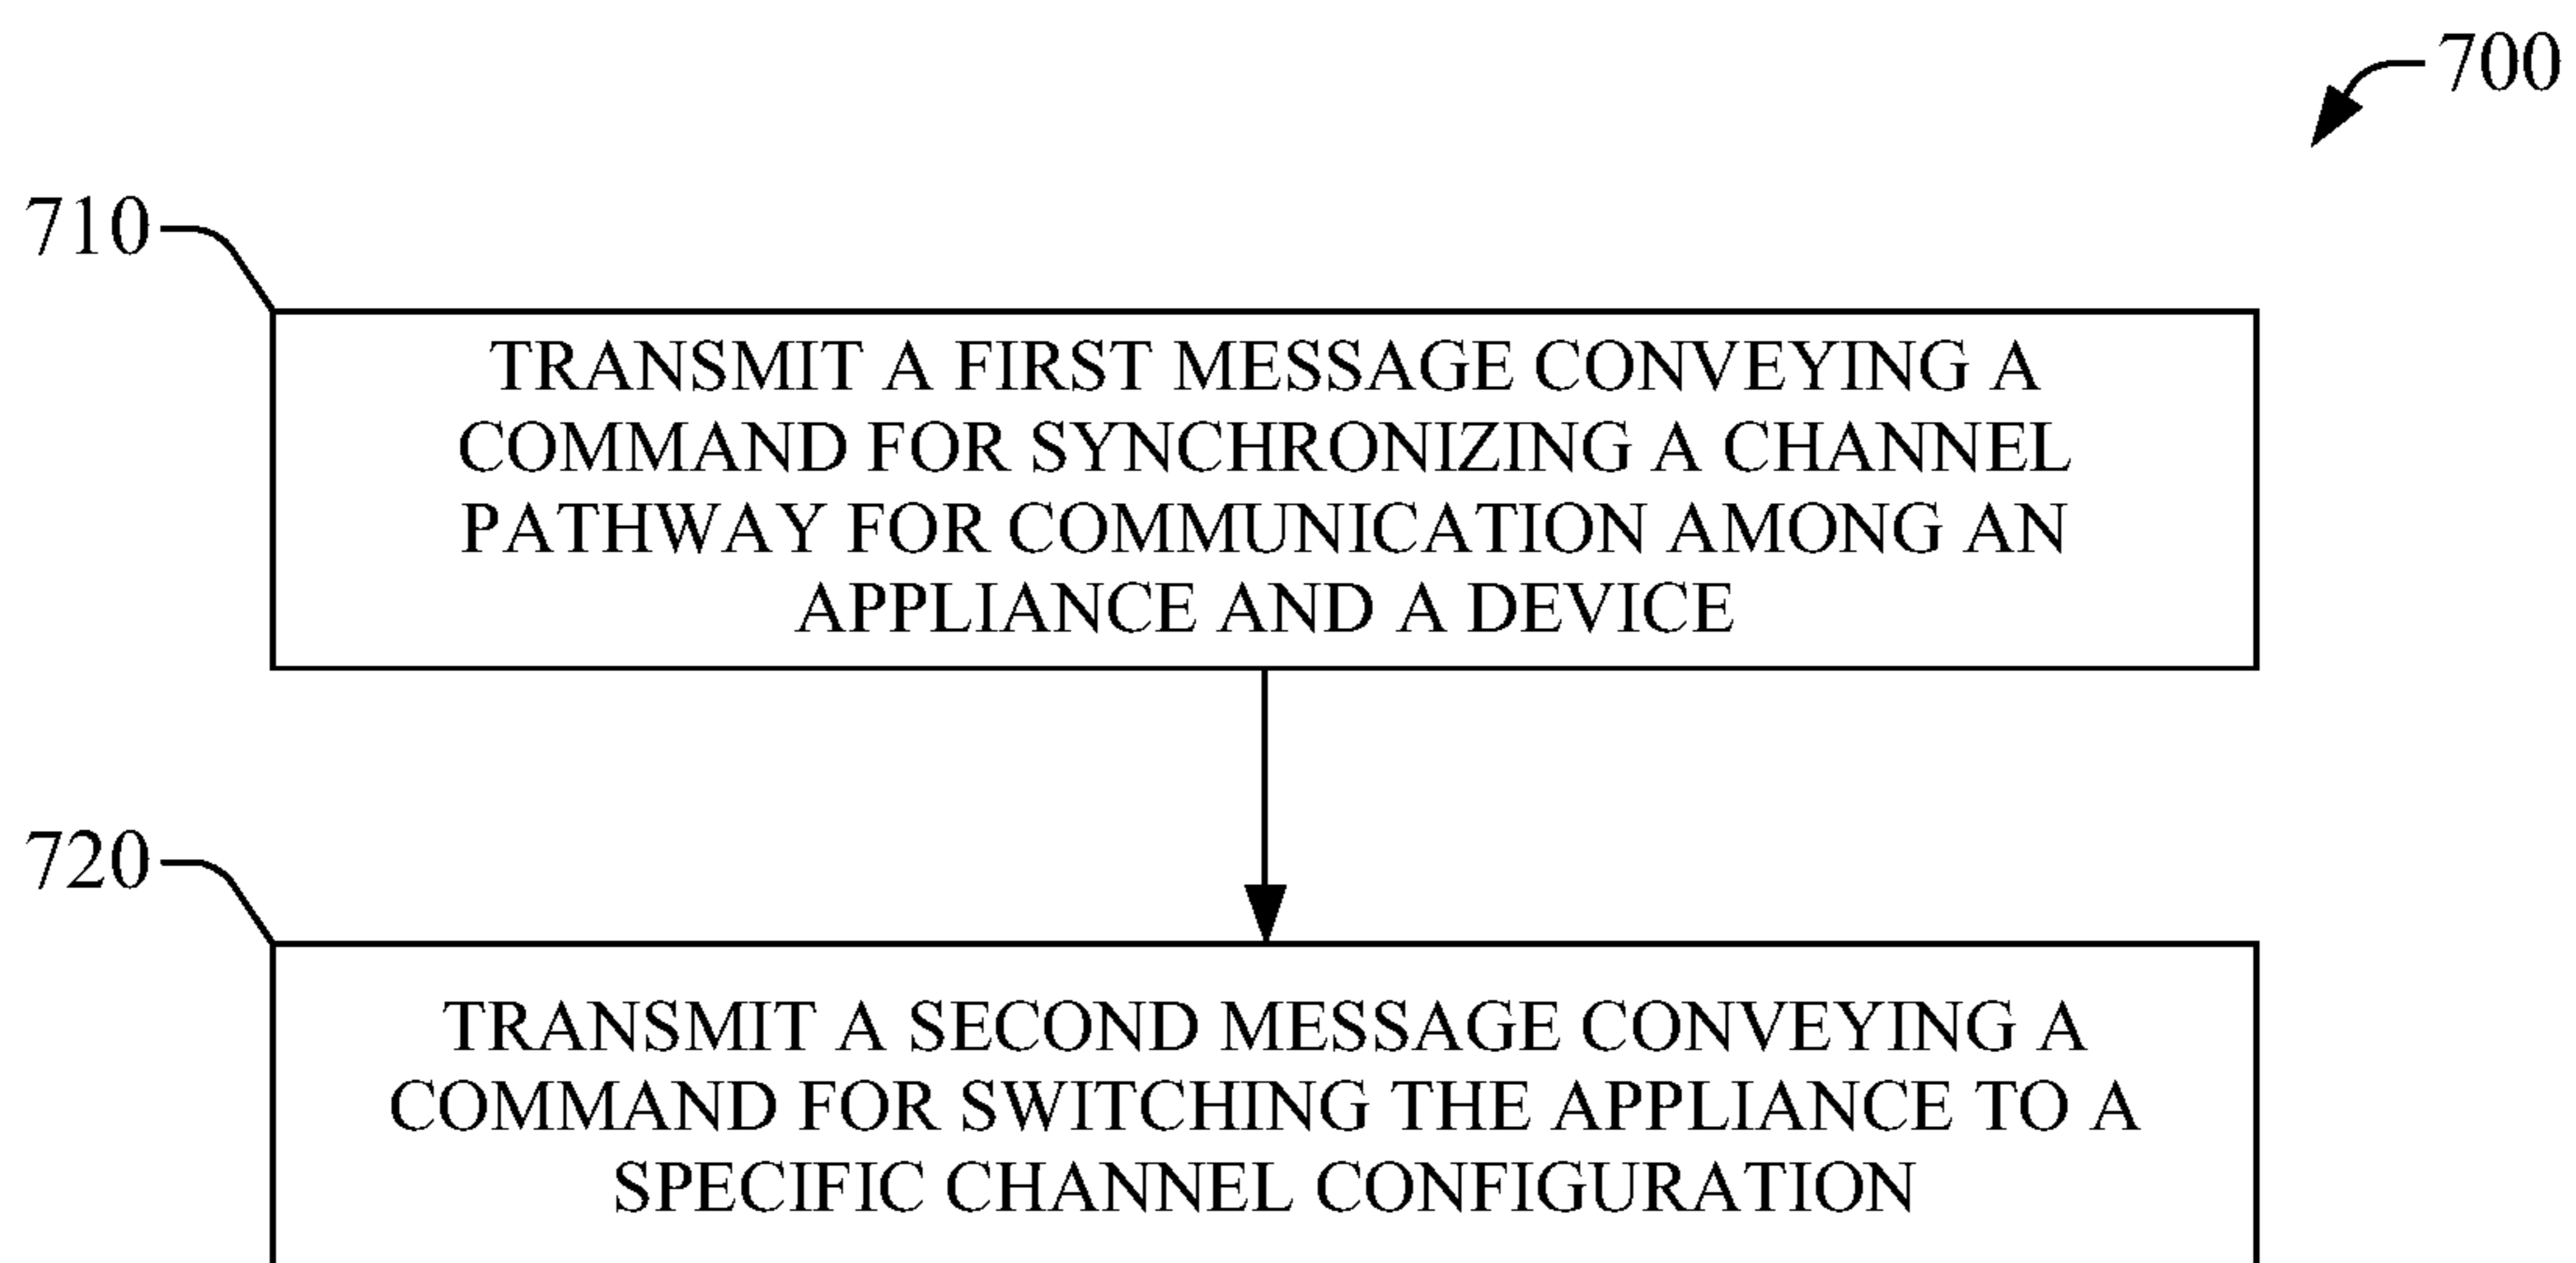 700
710
TRANSMIT A FIRST MESSAGE CONVEYING A
COMMAND FOR SYNCHRONIZING A CHANNEL
PATHWAY FOR COMMUNICATION AMONG AN
APPLIANCE AND A DEVICE
720
TRANSMIT A SECOND MESSAGE CONVEYING A
COMMAND FOR SWITCHING THE APPLIANCE TO A
SPECIFIC CHANNEL CONFIGURATION